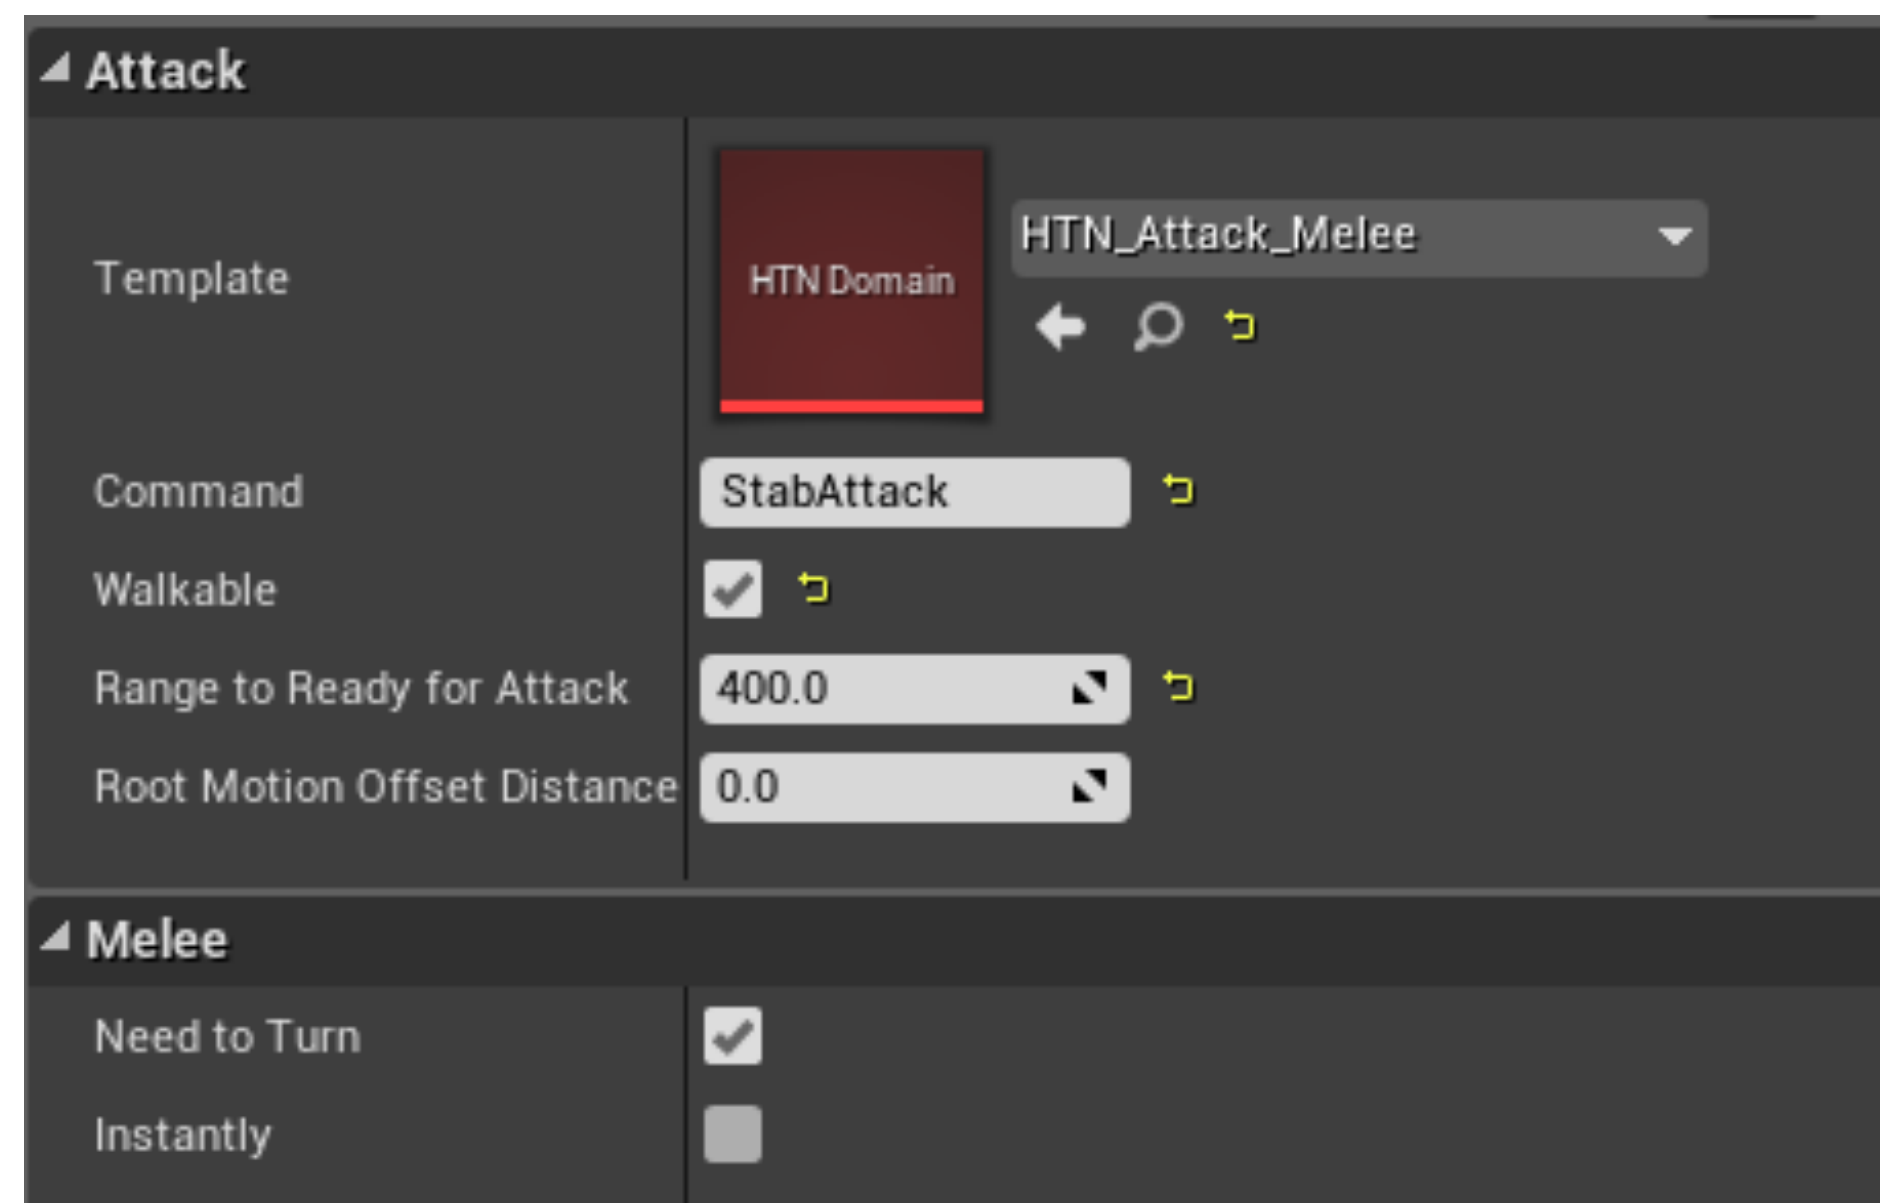 Attack
Template
HTN Domain
HTN_Attack_Melee
Command
StabAttack
Walkable
Range to Ready for Attack
400.0
Root Motion Offset Distance
0.0
Melee
Need to Turn
Instantly